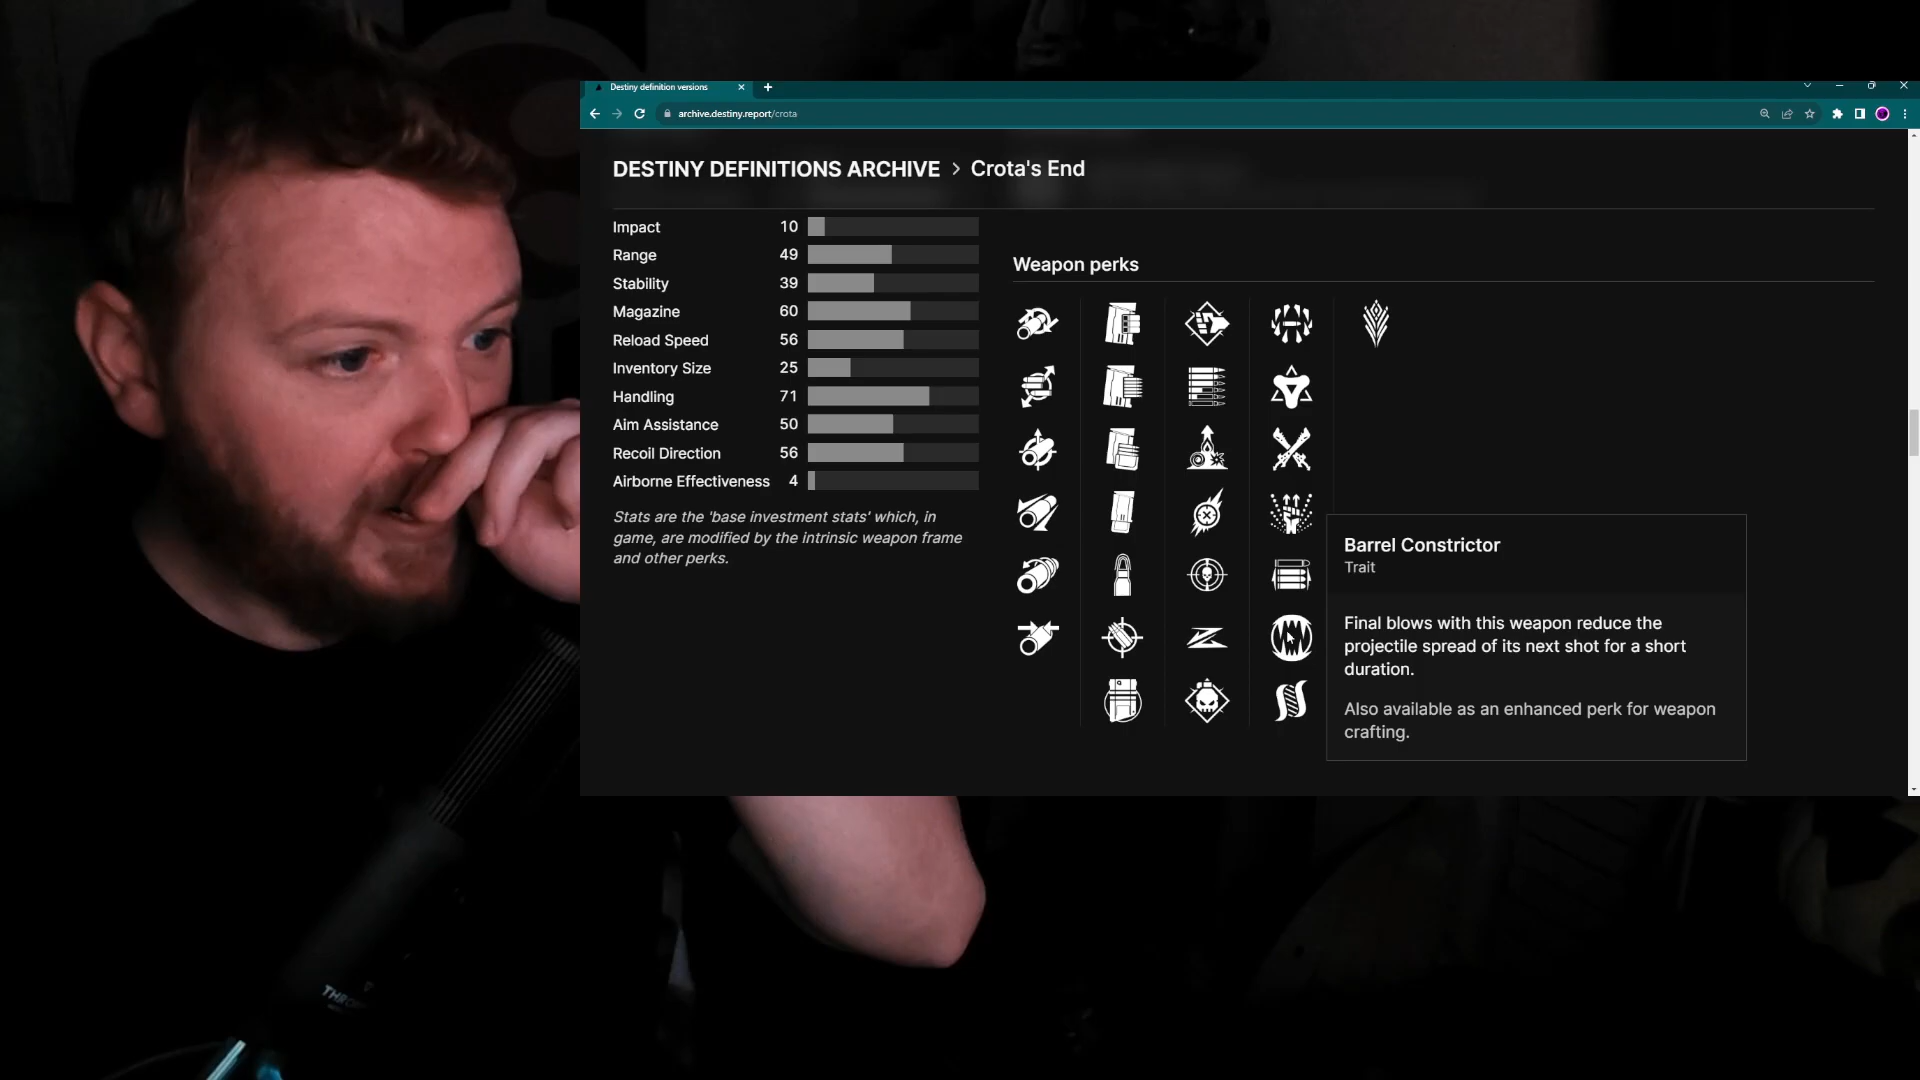 Destiny definition versions
archive.destiny.report/crota
DESTINY DEFINITIONS ARCHIVE > Crota's End
Impact 10
Range 49
Stability 39
Magazine 60
Reload Speed 56
Inventory Size 25
Handling 71
Aim Assistance 50
Recoil Direction 56
Airborne Effectiveness 4
Stats are the 'base investment stats' which, in
game, are modified by the intrinsic weapon frame
and other perks.
Weapon perks
Barrel Constrictor
Trait
Final blows with this weapon reduce the
projectile spread of its next shot for a short
duration.
Also available as an enhanced perk for weapon
crafting.